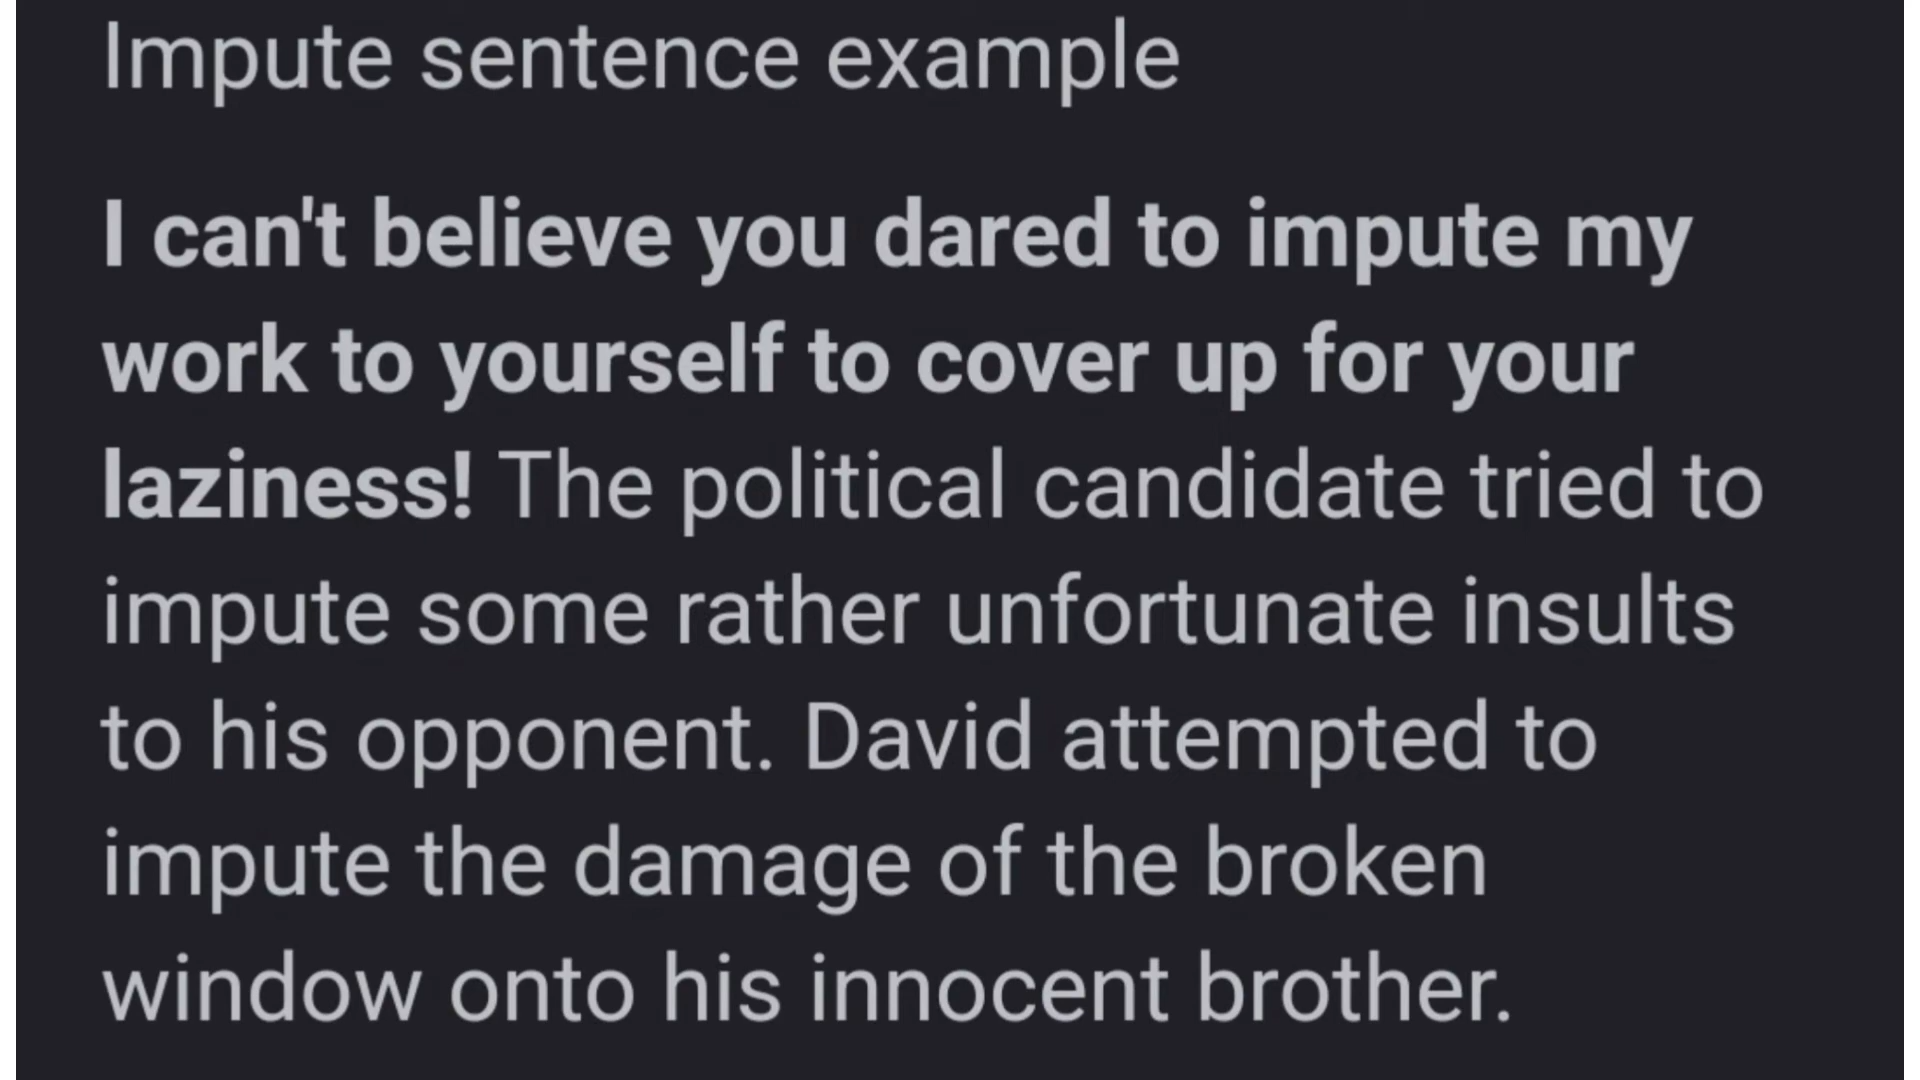 Impute sentence example
I can't believe you dared to impute my
work to yourself to cover up for your
laziness! The political candidate tried to
impute some rather unfortunate insults
to his opponent. David attempted to
impute the damage of the broken
window onto his innocent brother.